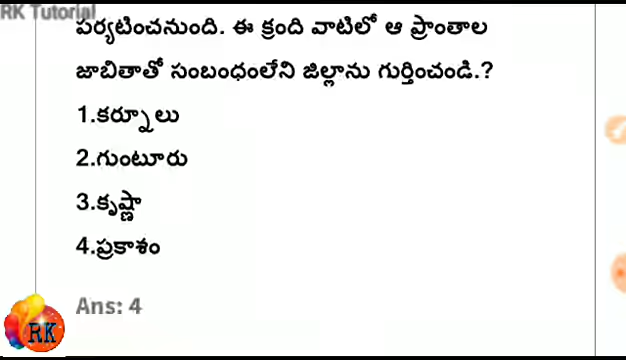 RK Tutorial
పర్యటించనుంది. ఈ క్రంది వాటిలో ఆ ప్రాంతాల
జాబితాతో సంబంధంలేని జిల్లాను గుర్తించండి.?
1.కర్నూలు
2.గుంటూరు
3.కృష్ణా
4.ప్రకాశం
Ans: 4
RK